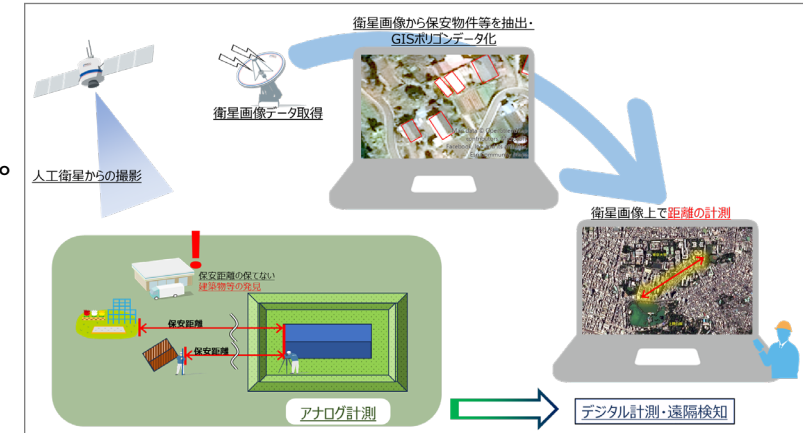 衛星画像から保安物件等を抽出・
GISポリゴンデータ化
衛星画像データ取得
人工衛星からの撮影
衛星画像上で距離の計測
保安距離の保てない
建築物等の発見
保安距離
保安距離
アナログ計測
デジタル計測・遠隔検知